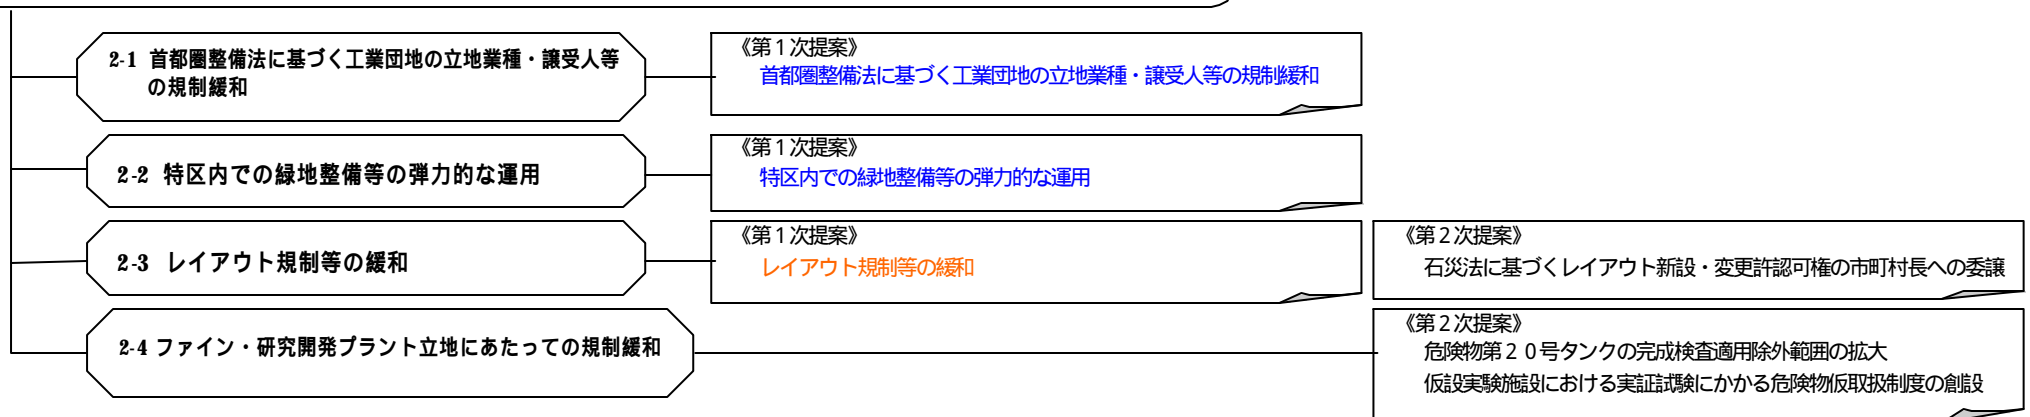 2-1 首都圏整備法に基づく工業団地の立地業種・譲受人等
の規制緩和
《第１次提案》
首都圏整備法に基づく工業団地の立地業種・譲受人等の規制緩和
2-2 特区内での緑地整備等の弾力的な運用
《第１次提案》
特区内での緑地整備等の弾力的な運用
2-3 レイアウト規制等の緩和
《第１次提案》
レイアウト規制等の緩和
《第２次提案》
石災法に基づくレイアウト新設・変更許認可権の市町村長への委譲
2-4 ファイン・研究開発プラント立地にあたっての規制緩和
《第２次提案》
危険物第２０号タンクの完成検査適用除外範囲の拡大
仮設実験施設における実証試験にかかる危険物仮取扱制度の創設